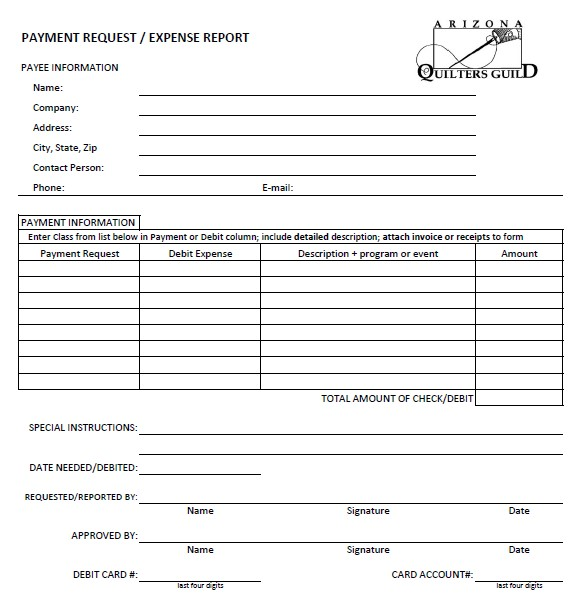 ARIZONA
QUILTERS GUILD
PAYMENT REQUEST / EXPENSE REPORT
PAYEE INFORMATION
Name:
Company:
Address:
City, State, Zip
Contact Person:
Phone: E-mail:
PAYMENT INFORMATION
Enter Class from list below in Payment or Debit column; include detailed description; attach invoice or receipts to form
Payment Request Debit Expense Description + program or event Amount
TOTAL AMOUNT OF CHECK/DEBIT
SPECIAL INSTRUCTIONS:
DATE NEEDED/DEBITED:
REQUESTED/REPORTED BY:
Name Signature Date
APPROVED BY:
Name Signature Date
DEBIT CARD #: CARD ACCOUNT#:
last four digits last four digits